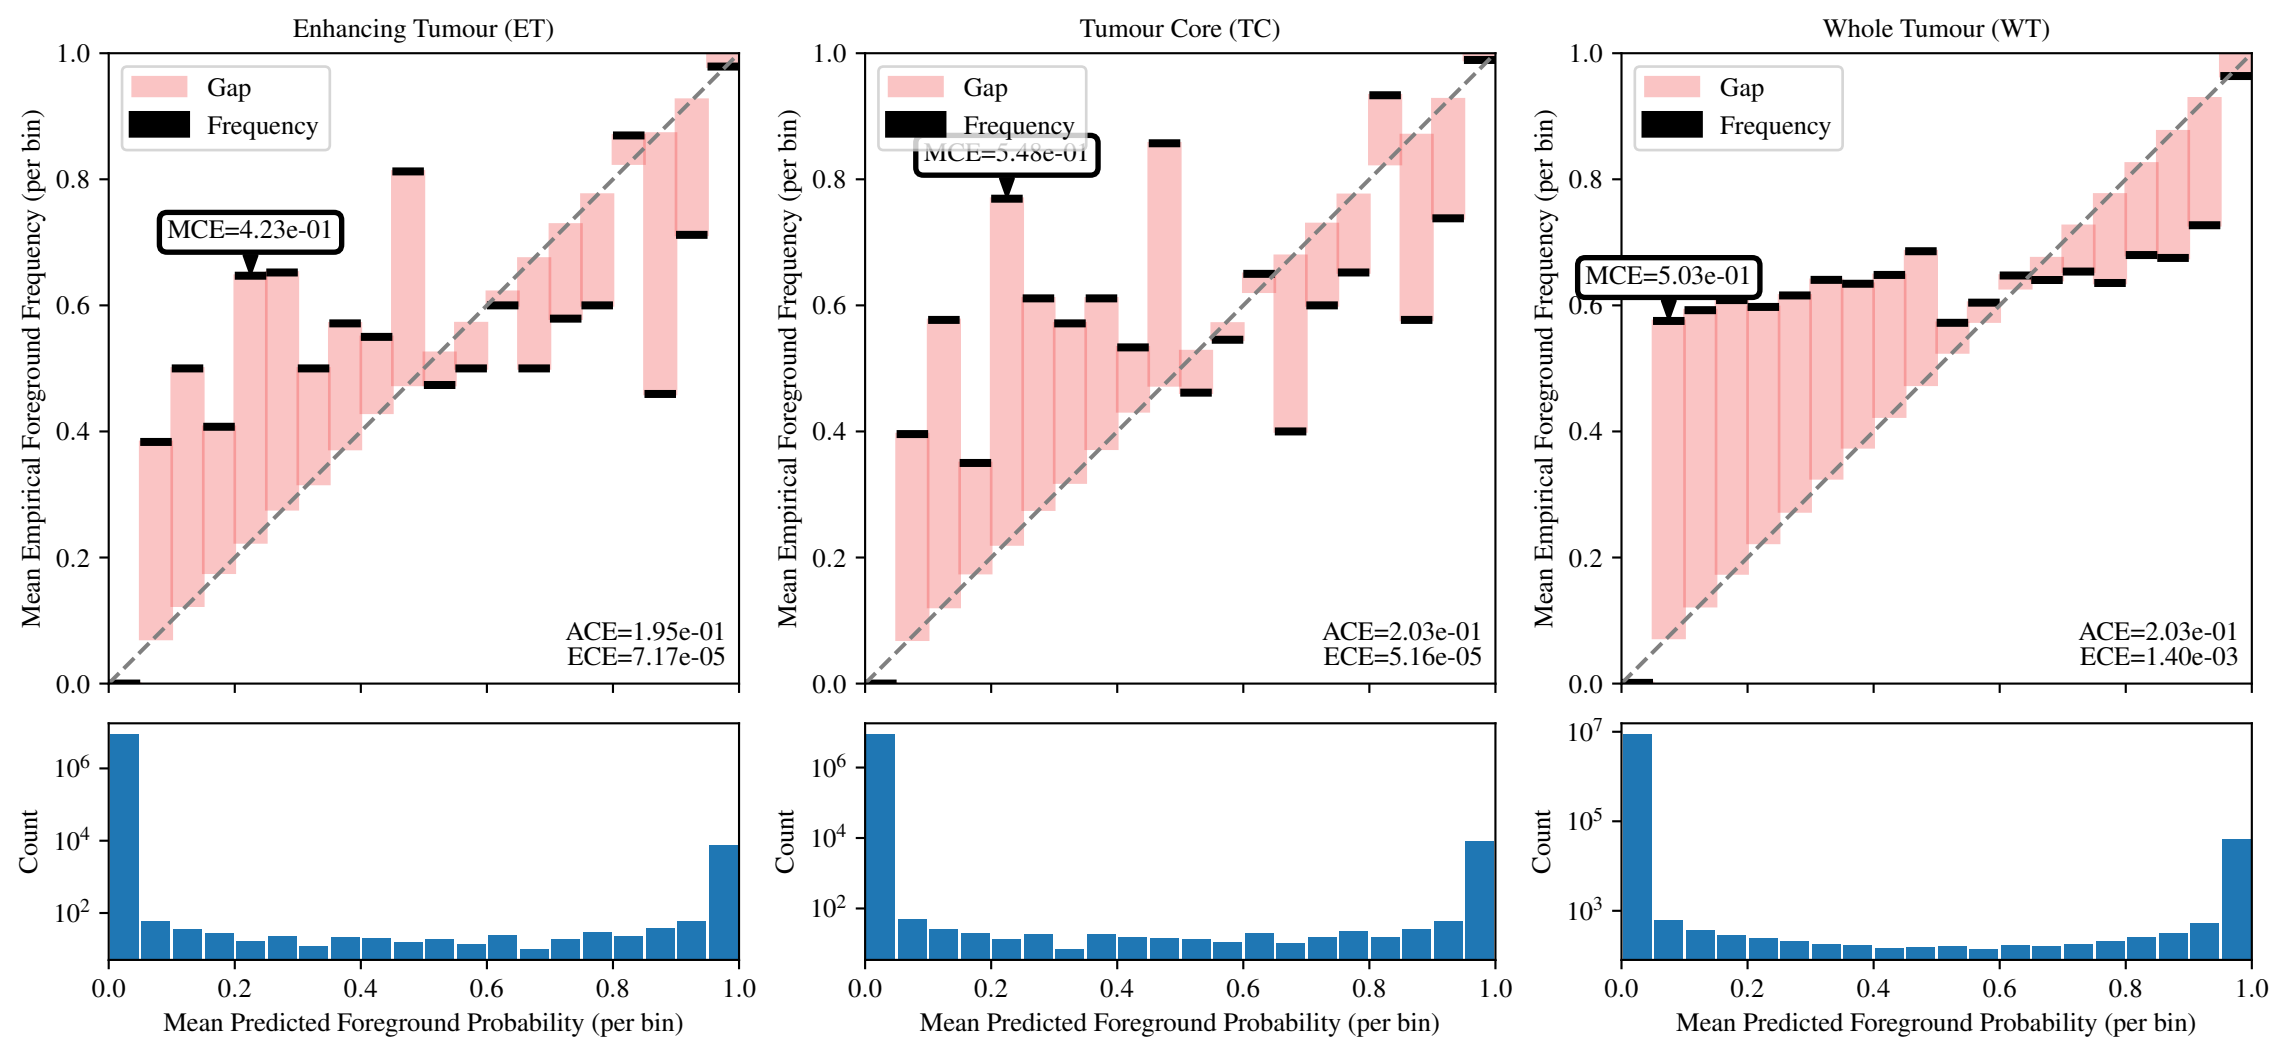 Enhancing Tumour (ET)
Mean Empirical Foreground Frequency (per bin)
1.0
0.8
0.6
0.4
0.2
0.0
Gap
Frequency
MCE=4.23e-01
ACE=1.95e-01
ECE=7.17e-05
Count
10^6
10^4
10^2
0.0 0.2 0.4 0.6 0.8 1.0
Mean Predicted Foreground Probability (per bin)
Tumour Core (TC)
Mean Empirical Foreground Frequency (per bin)
1.0
0.8
0.6
0.4
0.2
0.0
Gap
Frequency
MCE=5.48e-01
ACE=2.03e-01
ECE=5.16e-05
Count
10^6
10^4
10^2
0.0 0.2 0.4 0.6 0.8 1.0
Mean Predicted Foreground Probability (per bin)
Whole Tumour (WT)
Mean Empirical Foreground Frequency (per bin)
1.0
0.8
0.6
0.4
0.2
0.0
Gap
Frequency
MCE=5.03e-01
ACE=2.03e-01
ECE=1.40e-03
Count
10^7
10^5
10^3
0.0 0.2 0.4 0.6 0.8 1.0
Mean Predicted Foreground Probability (per bin)